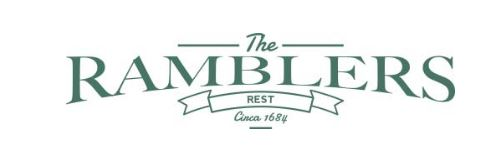 The
RAMBLERS
REST
Circa 1684